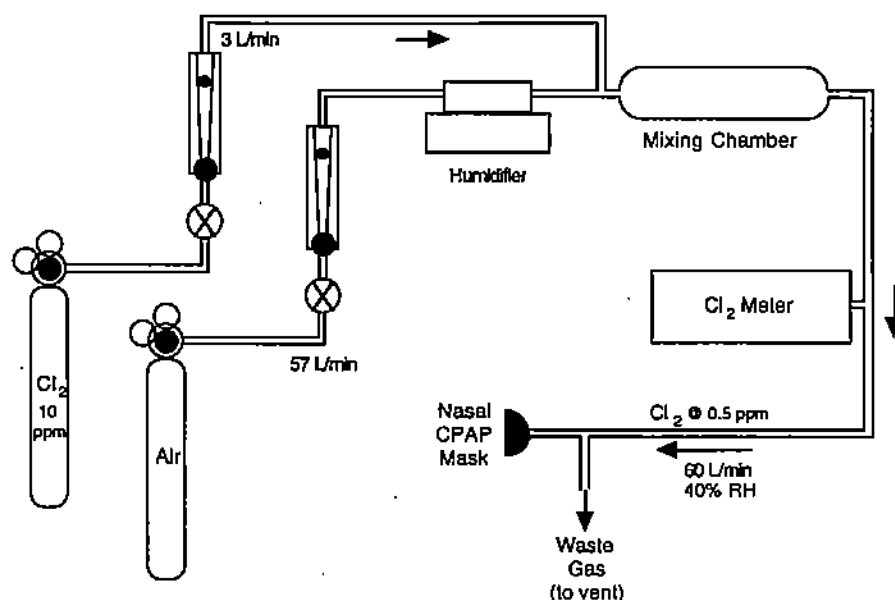 3 L/min
Mixing Chamber
Humidifier
Cl2 Meter
57 L/min
Cl2
10
ppm
Air
Nasal
CPAP
Mask
Cl2 @ 0.5 ppm
60 L/min
40% RH
Waste
Gas
(to vent)